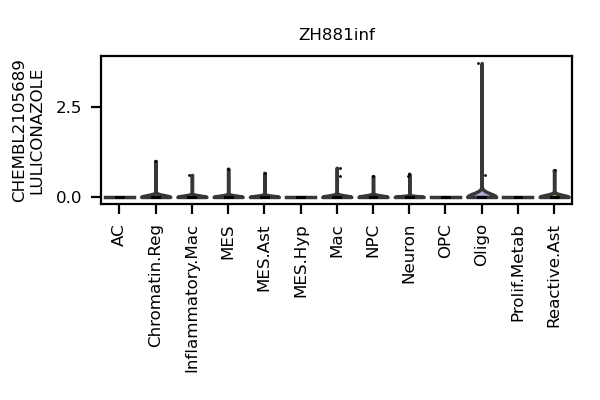 ZH881inf
CHEMBL2105689
LULICONAZOLE
2.5
0.0
AC
Chromatin.Reg
Inflammatory.Mac
MES
MES.Ast
MES.Hyp
Mac
NPC
Neuron
OPC
Oligo
Prolif.Metab
Reactive.Ast